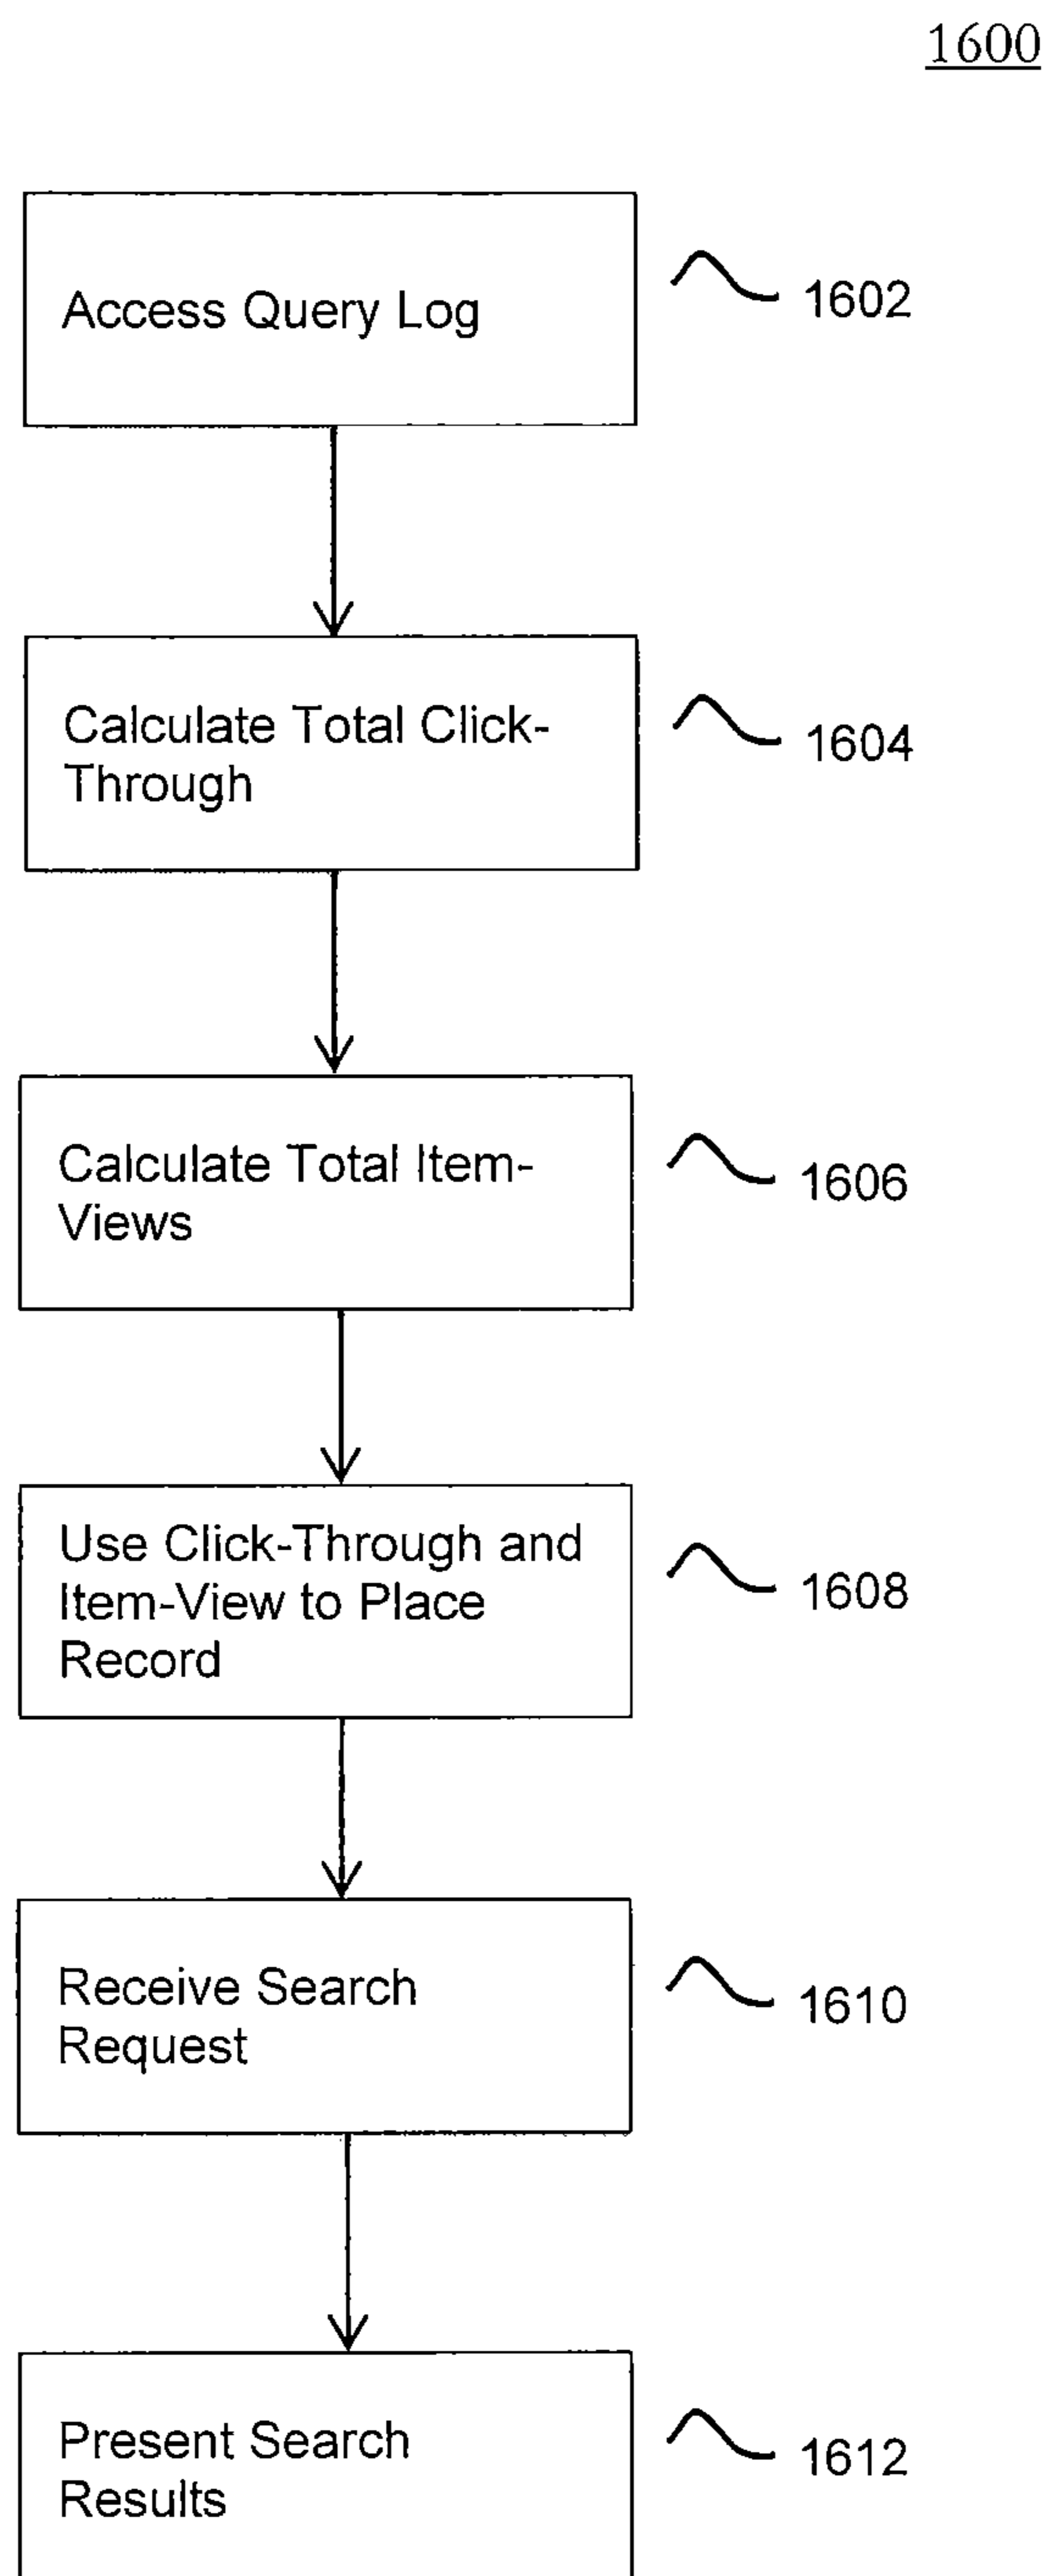 1600
Access Query Log
1602
Calculate Total Click-
Through
1604
Calculate Total Item-
Views
1606
Use Click-Through and
Item-View to Place
Record
1608
Receive Search
Request
1610
Present Search
Results
1612